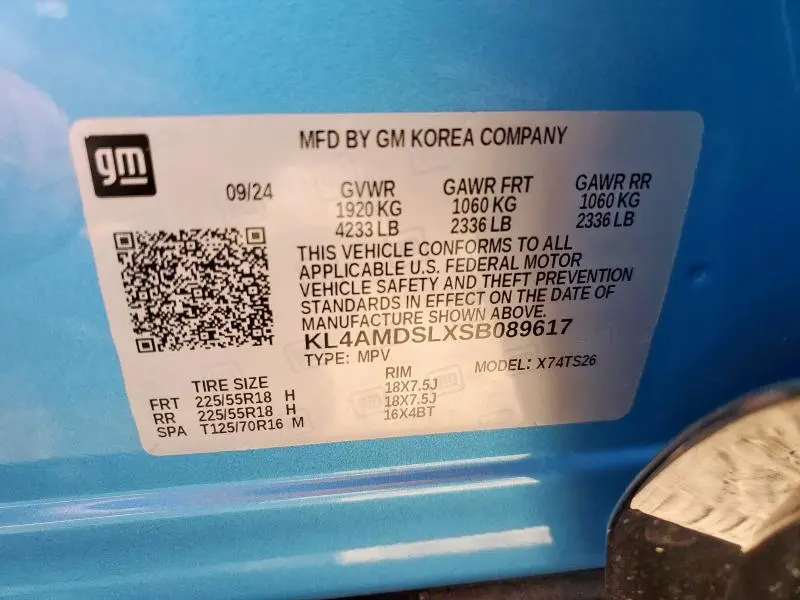 gm
MFD BY GM KOREA COMPANY
09/24 GVWR GAWR FRT GAWR RR
1920 KG 1060 KG 1060 KG
4233 LB 2336 LB 2336 LB
THIS VEHICLE CONFORMS TO ALL
APPLICABLE U.S. FEDERAL MOTOR
VEHICLE SAFETY AND THEFT PREVENTION
STANDARDS IN EFFECT ON THE DATE OF
MANUFACTURE SHOWN ABOVE.
KL4AMDSLXSB089617
TYPE: MPV MODEL: X74TS26
TIRE SIZE RIM
FRT 225/55R18 H 18X7.5J
RR 225/55R18 H 18X7.5J
SPA T125/70R16 M 16X4BT